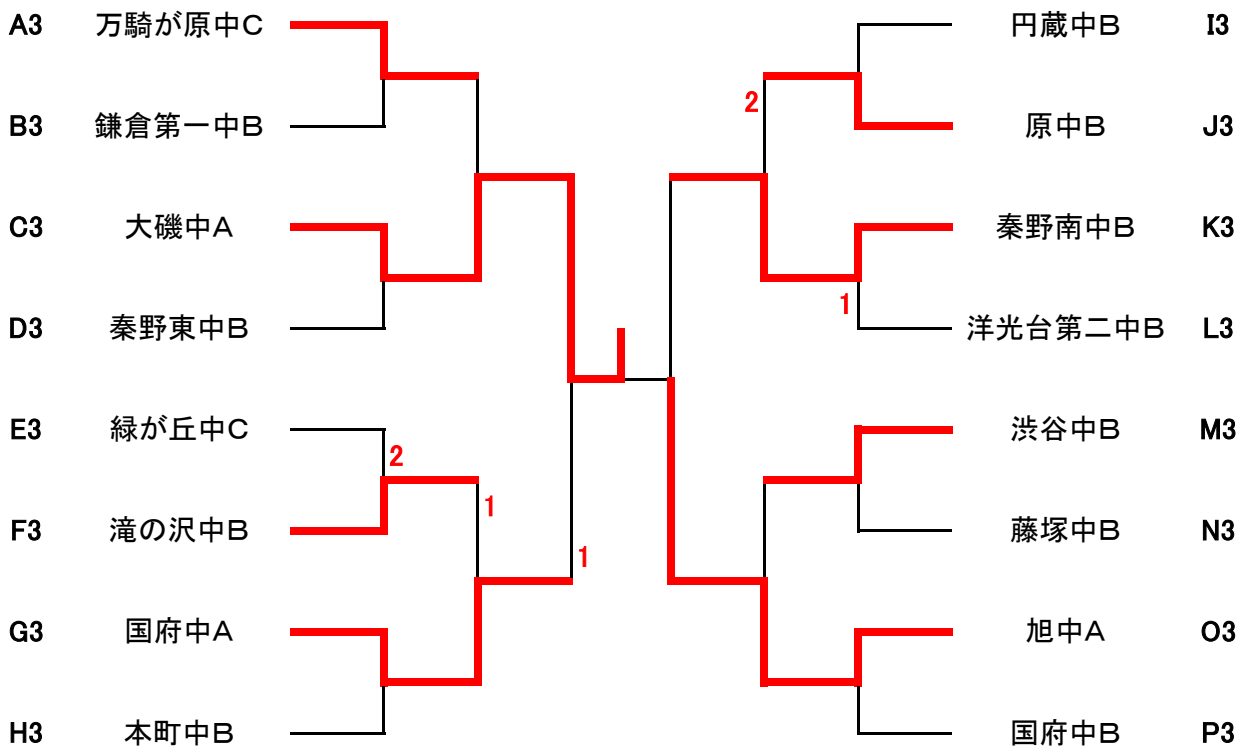 A3 万騎が原中C
B3 鎌倉第一中B
C3 大磯中A
D3 秦野東中B
E3 緑が丘中C
2
F3 滝の沢中B
1
1
G3 国府中A
H3 本町中B
円蔵中B I3
2
原中B J3
秦野南中B K3
1
洋光台第二中B L3
渋谷中B M3
藤塚中B N3
旭中A O3
国府中B P3